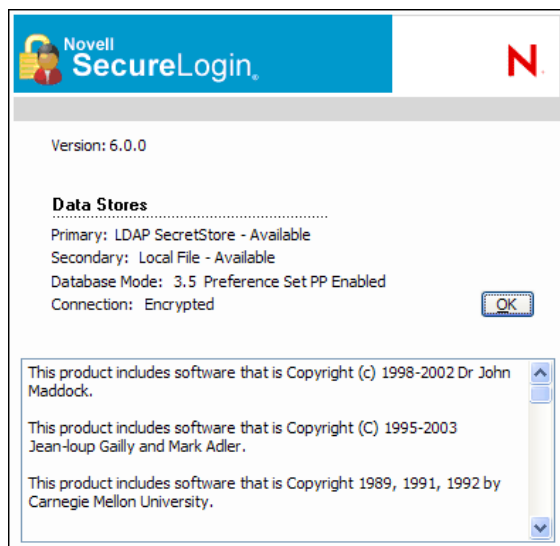 Novell
SecureLogin®
N
Version: 6.0.0
Data Stores
Primary: LDAP SecretStore - Available
Secondary: Local File - Available
Database Mode: 3.5 Preference Set PP Enabled
Connection: Encrypted
OK
This product includes software that is Copyright (c) 1998-2002 Dr John
Maddock.
This product includes software that is Copyright (C) 1995-2003
Jean-loup Gailly and Mark Adler.
This product includes software that is Copyright 1989, 1991, 1992 by
Carnegie Mellon University.